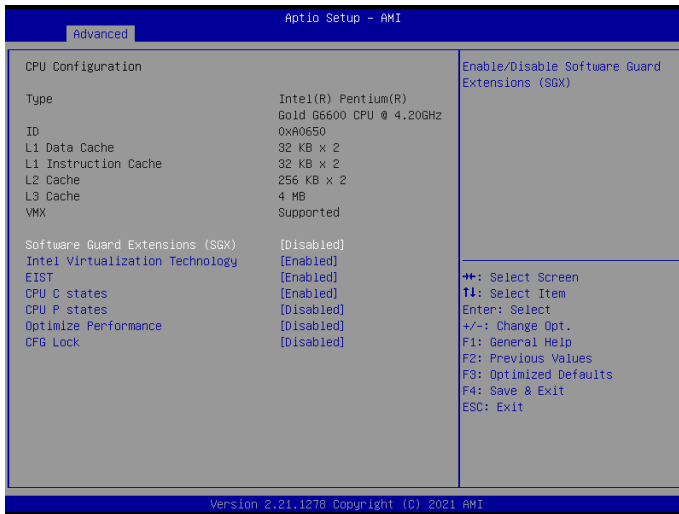 Aptio Setup – AMI
Advanced
CPU Configuration
Type Intel(R) Pentium(R)
Gold G6600 CPU @ 4.20GHz
ID 0xA0650
L1 Data Cache 32 KB x 2
L1 Instruction Cache 32 KB x 2
L2 Cache 256 KB x 2
L3 Cache 4 MB
VMX Supported
Software Guard Extensions (SGX) [Disabled]
Intel Virtualization Technology [Enabled]
EIST [Enabled]
CPU C states [Enabled]
CPU P states [Disabled]
Optimize Performance [Disabled]
CFG Lock [Disabled]
Enable/Disable Software Guard
Extensions (SGX)
→←: Select Screen
↑↓: Select Item
Enter: Select
+/-: Change Opt.
F1: General Help
F2: Previous Values
F3: Optimized Defaults
F4: Save & Exit
ESC: Exit
Version 2.21.1278 Copyright (C) 2021 AMI